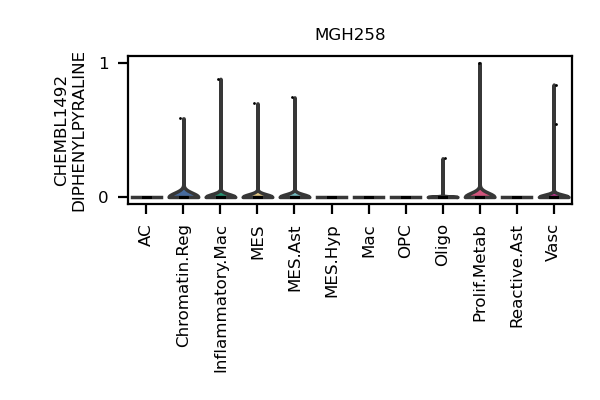 MGH258
CHEMBL1492
DIPHENYLPYRALINE
1
0
AC
Chromatin.Reg
Inflammatory.Mac
MES
MES.Ast
MES.Hyp
Mac
OPC
Oligo
Prolif.Metab
Reactive.Ast
Vasc